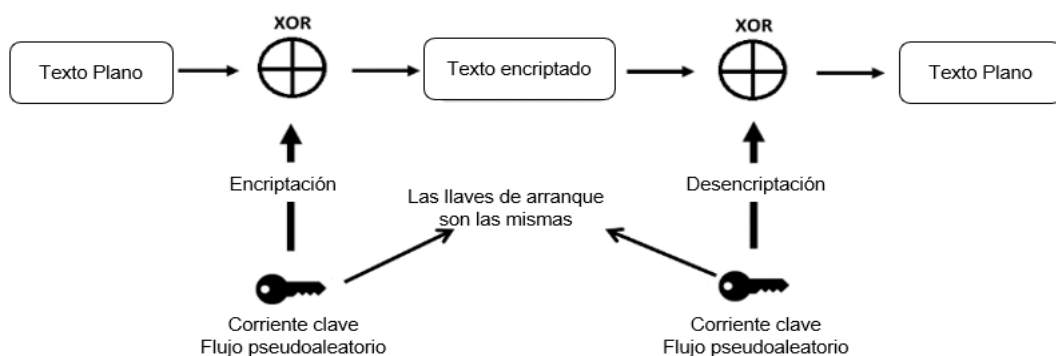 XOR
XOR
Texto Plano
Texto encriptado
Texto Plano
Encriptación
Las llaves de arranque
son las mismas
Desencriptación
Corriente clave
Flujo pseudoaleatorio
Corriente clave
Flujo pseudoaleatorio